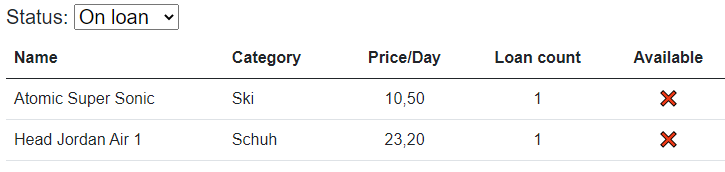 Status: On loan
Name Category Price/Day Loan count Available
Atomic Super Sonic Ski 10,50 1 ❌
Head Jordan Air 1 Schuh 23,20 1 ❌